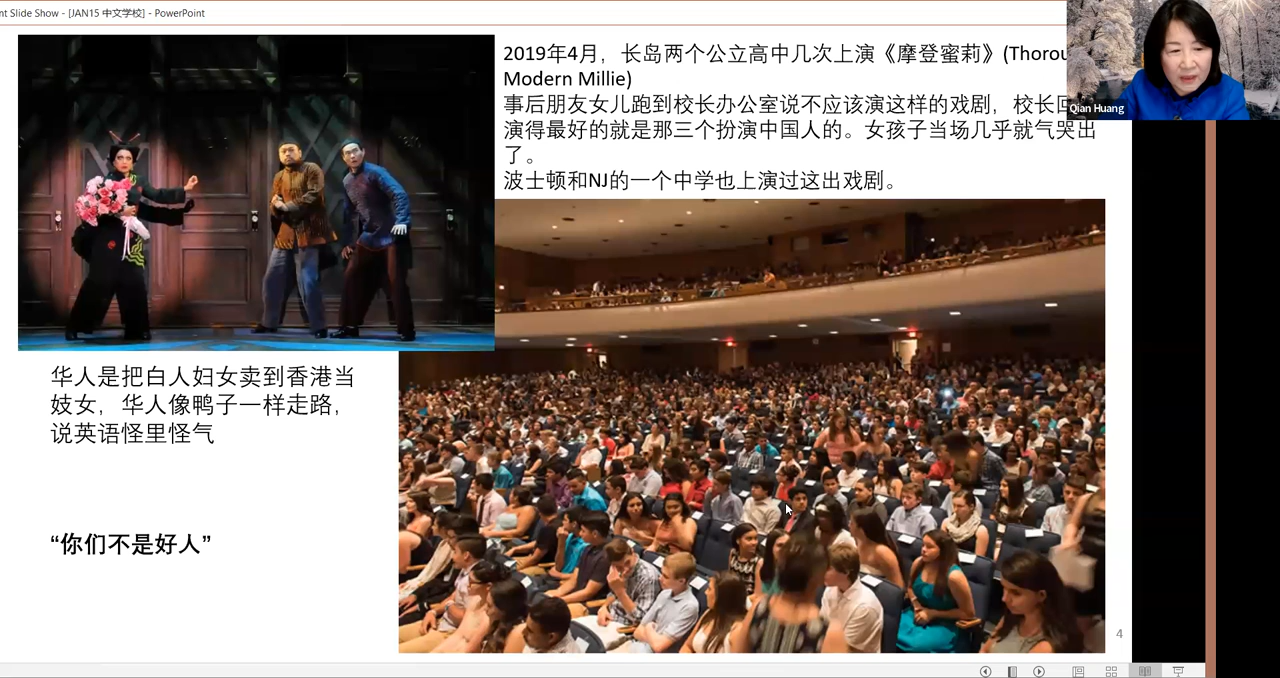 nt Slide Show - [JAN15 中文学校] - PowerPoint
2019年4月，长岛两个公立高中几次上演《摩登蜜莉》(Thorou
Modern Millie)
事后朋友女儿跑到校长办公室说不应该演这样的戏剧，校长回
演得最好的就是那三个扮演中国人的。女孩子当场几乎就气哭出
了。
波士顿和NJ的一个中学也上演过这出戏剧。
Qian Huang
华人是把白人妇女卖到香港当
妓女，华人像鸭子一样走路，
说英语怪里怪气
“你们不是好人”
4